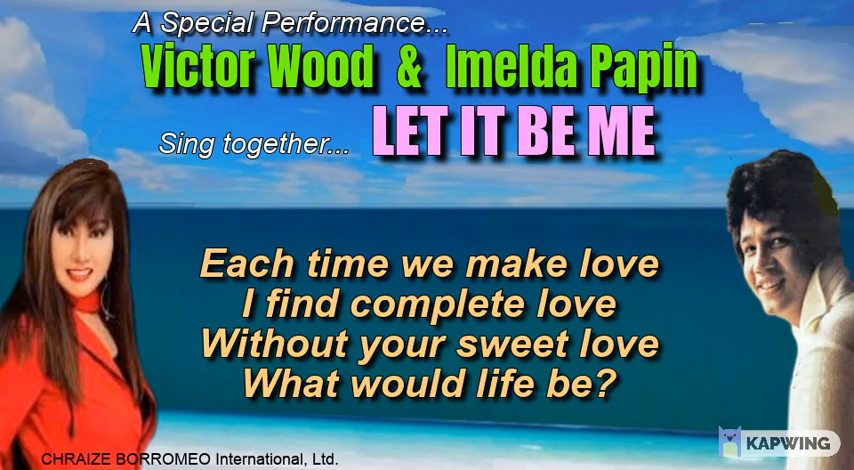 A Special Performance...
Victor Wood & Imelda Papin
Sing together... LET IT BE ME
Each time we make love
I find complete love
Without your sweet love
What would life be?
CHRAIZE BORROMEO International, Ltd.
KAPWING